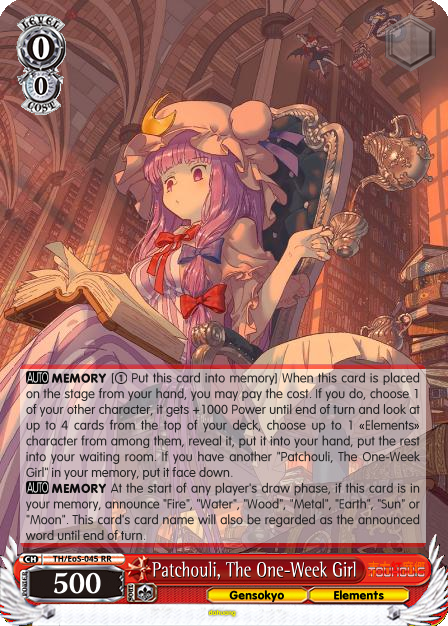 LEVEL
0
0
COST
AUTO MEMORY [① Put this card into memory] When this card is placed
on the stage from your hand, you may pay the cost. If you do, choose 1
of your other character, it gets +1000 Power until end of turn and look at
up to 4 cards from the top of your deck, choose up to 1 «Elements»
character from among them, reveal it, put it into your hand, put the rest
into your waiting room. If you have another "Patchouli, The One-Week
Girl" in your memory, put it face down.
AUTO MEMORY At the start of any player's draw phase, if this card is in
your memory, announce "Fire", "Water", "Wood", "Metal", "Earth", "Sun" or
"Moon". This card's card name will also be regarded as the announced
word until end of turn.
CH TH/EoS-045 RR
POWER 500 SOUL
Patchouli, The One-Week Girl
Gensokyo Elements